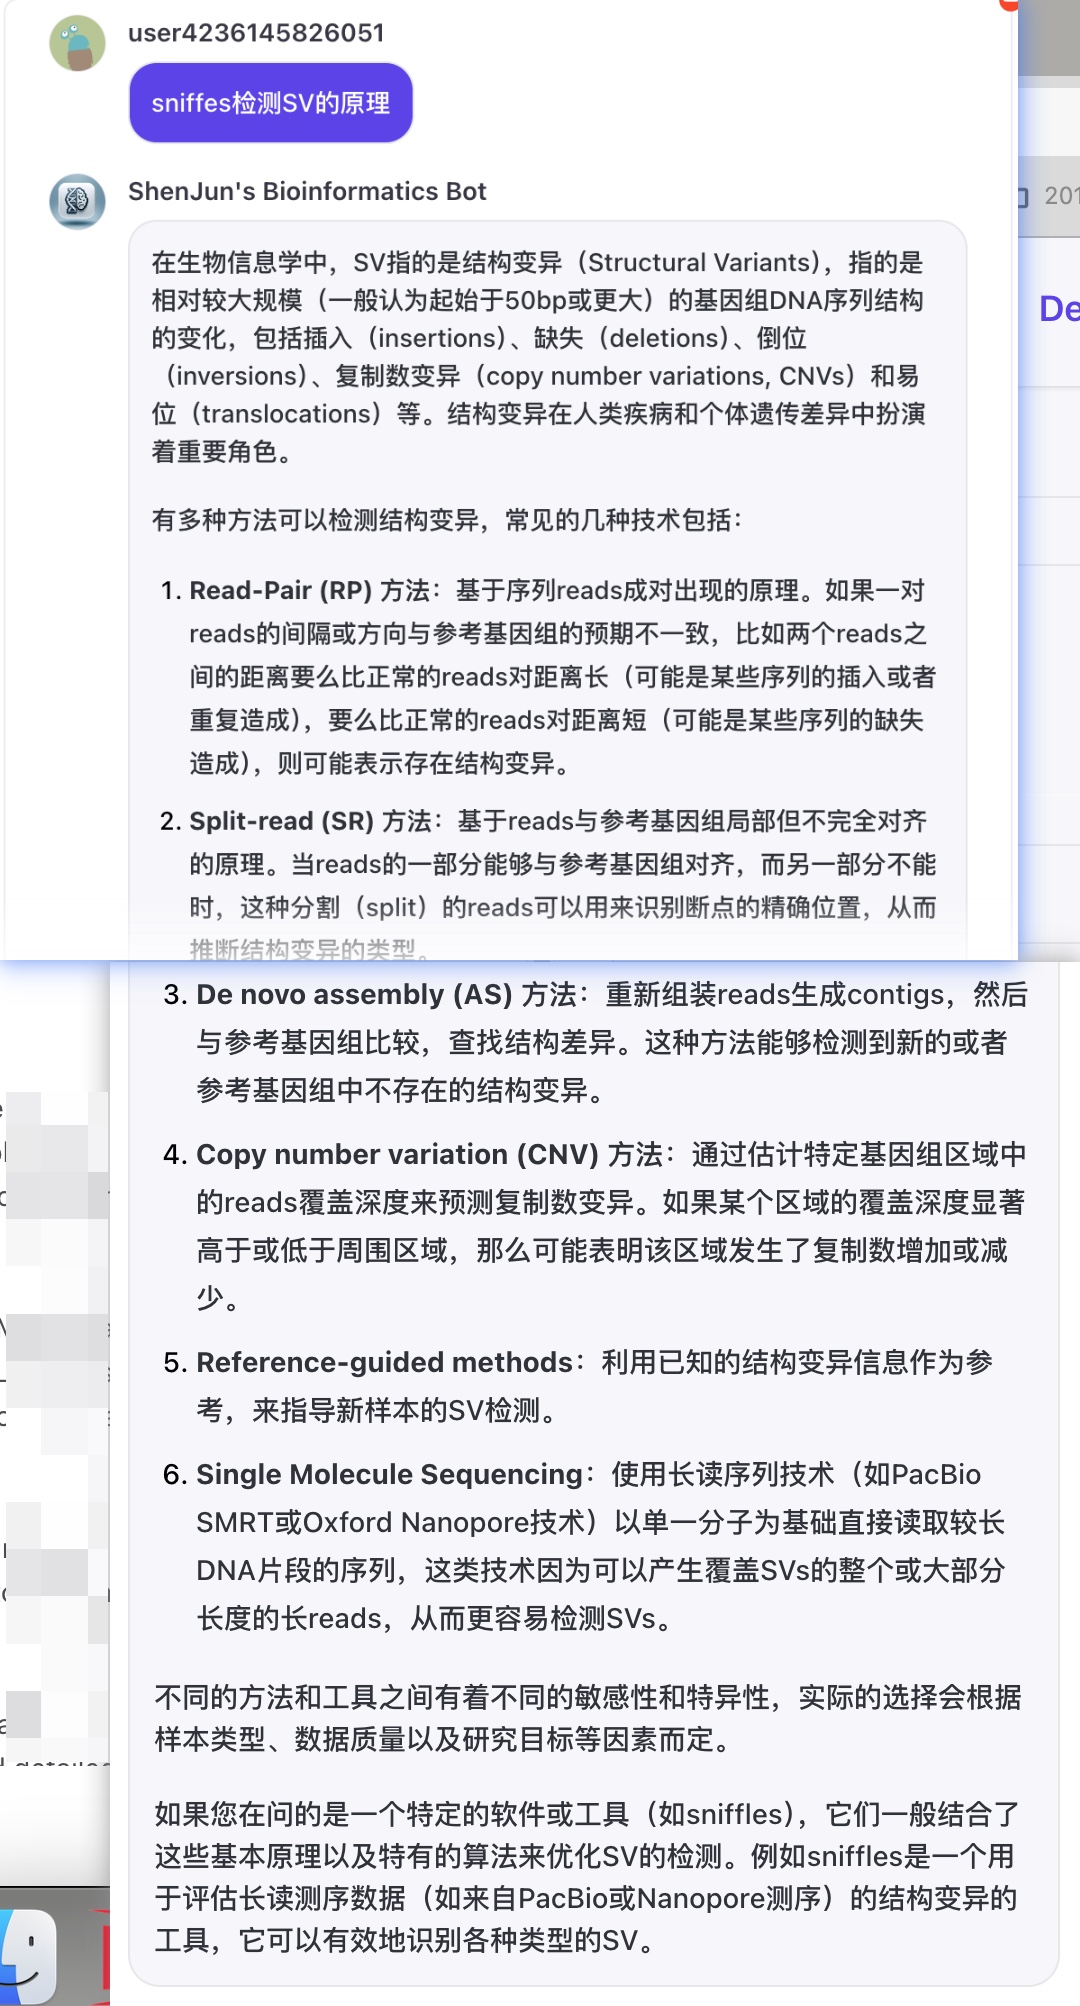 user4236145826051
sniffes检测SV的原理
ShenJun's Bioinformatics Bot
201
De
在生物信息学中，SV指的是结构变异（Structural Variants），指的是
相对较大规模（一般认为起始于50bp或更大）的基因组DNA序列结构
的变化，包括插入（insertions）、缺失（deletions）、倒位
（inversions）、复制数变异（copy number variations, CNVs）和易
位（translocations）等。结构变异在人类疾病和个体遗传差异中扮演
着重要角色。
有多种方法可以检测结构变异，常见的几种技术包括：
1. Read-Pair (RP) 方法：基于序列reads成对出现的原理。如果一对
reads的间隔或方向与参考基因组的预期不一致，比如两个reads之
间的距离要么比正常的reads对距离长（可能是某些序列的插入或者
重复造成），要么比正常的reads对距离短（可能是某些序列的缺失
造成），则可能表示存在结构变异。
2. Split-read (SR) 方法：基于reads与参考基因组局部但不完全对齐
的原理。当reads的一部分能够与参考基因组对齐，而另一部分不能
时，这种分割（split）的reads可以用来识别断点的精确位置，从而
推断结构变异的类型。
3. De novo assembly (AS) 方法：重新组装reads生成contigs，然后
与参考基因组比较，查找结构差异。这种方法能够检测到新的或者
参考基因组中不存在的结构变异。
4. Copy number variation (CNV) 方法：通过估计特定基因组区域中
的reads覆盖深度来预测复制数变异。如果某个区域的覆盖深度显著
高于或低于周围区域，那么可能表明该区域发生了复制数增加或减
少。
5. Reference-guided methods：利用已知的结构变异信息作为参
考，来指导新样本的SV检测。
6. Single Molecule Sequencing：使用长读序列技术（如PacBio
SMRT或Oxford Nanopore技术）以单一分子为基础直接读取较长
DNA片段的序列，这类技术因为可以产生覆盖SVs的整个或大部分
长度的长reads，从而更容易检测SVs。
不同的方法和工具之间有着不同的敏感性和特异性，实际的选择会根据
样本类型、数据质量以及研究目标等因素而定。
如果您在问的是一个特定的软件或工具（如sniffles），它们一般结合了
这些基本原理以及特有的算法来优化SV的检测。例如sniffles是一个用
于评估长读测序数据（如来自PacBio或Nanopore测序）的结构变异的
工具，它可以有效地识别各种类型的SV。